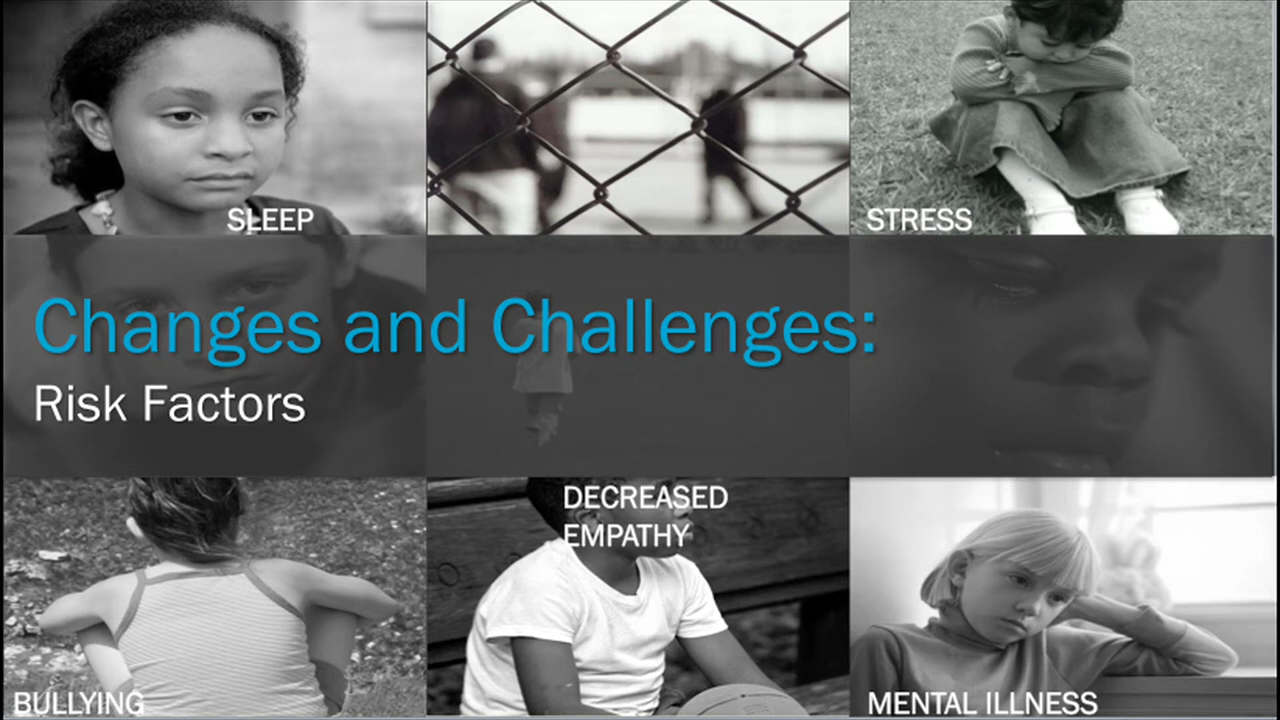 SLEEP
STRESS
Changes and Challenges:
Risk Factors
DECREASED
EMPATHY
BULLYING
MENTAL ILLNESS